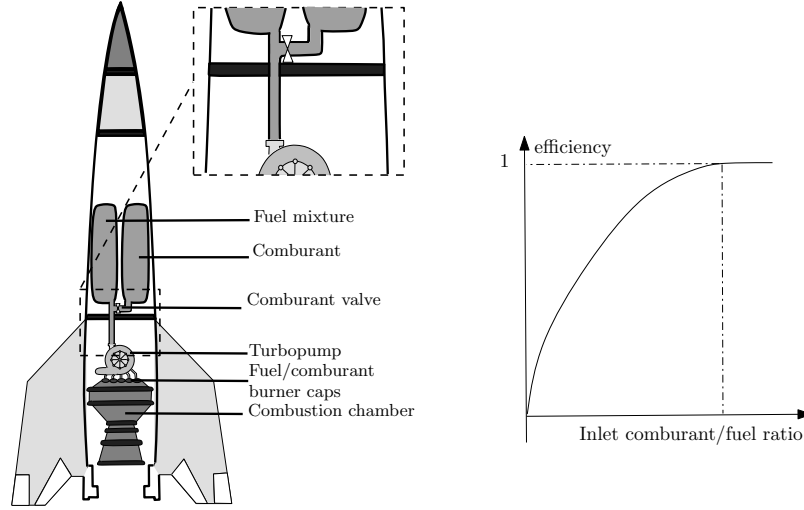 Fuel mixture
Comburant
Comburant valve
Turbopump
Fuel/comburant
burner caps
Combustion chamber
efficiency
1
Inlet comburant/fuel ratio